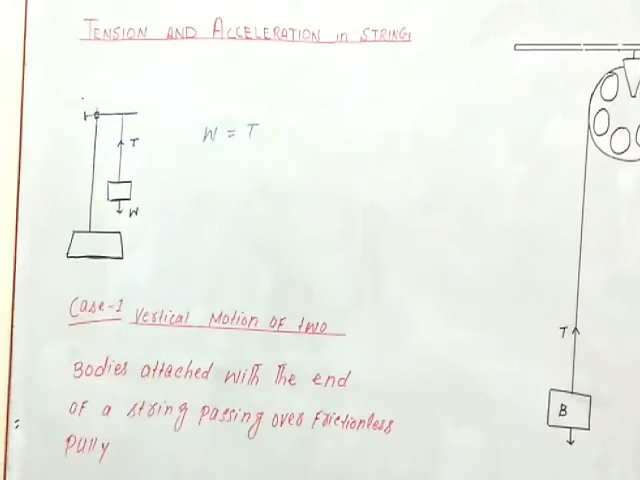 TENSION AND ACCELERATION in STRING
T
W = T
W
Case-1 Vertical Motion OF two
Bodies attached with The end
OF a string passing over Frictionless
Pully
T
B